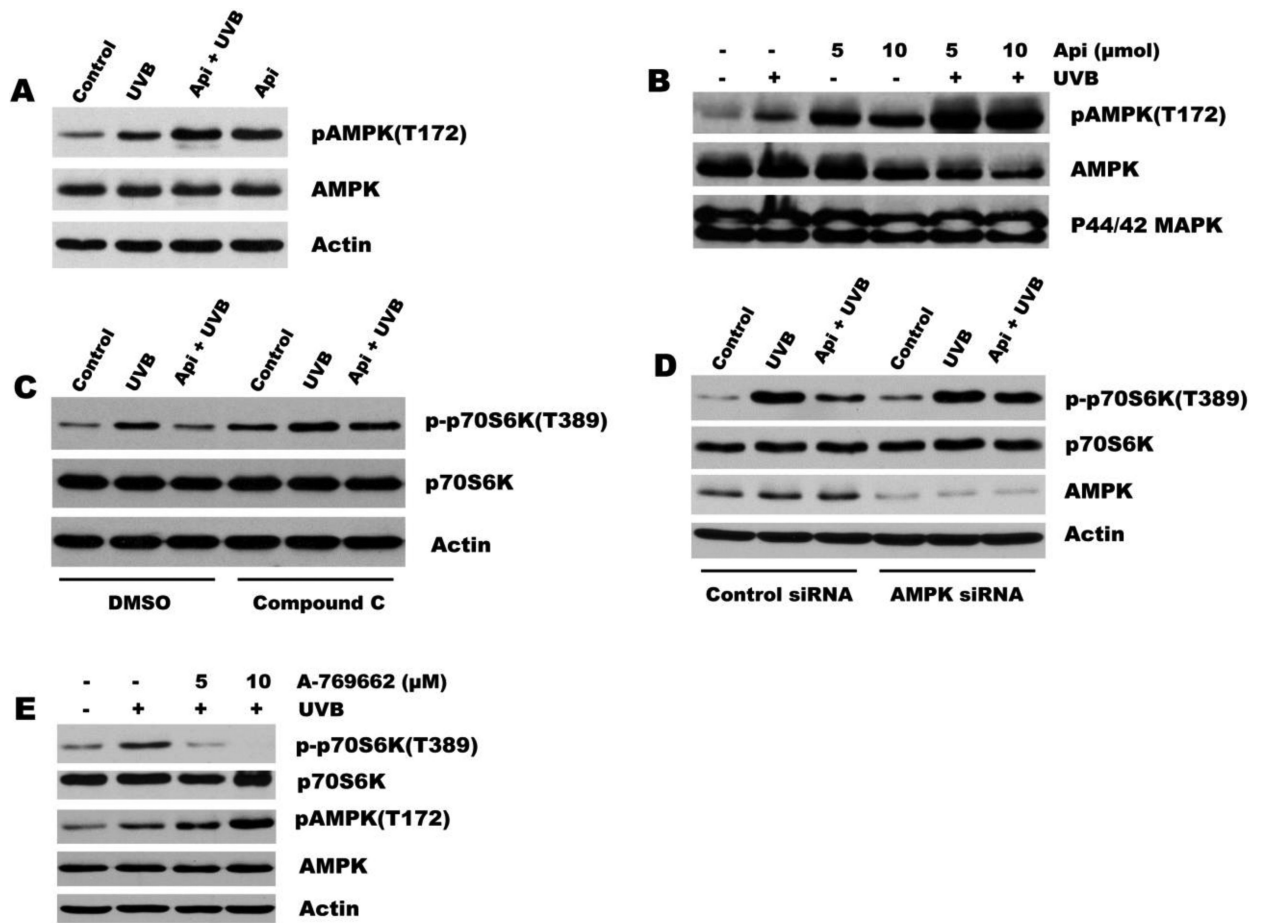 A
Control UVB Api + UVB Api
pAMPK(T172)
AMPK
Actin
B
- - 5 10 5 10 Api (µmol)
- + - - + + UVB
pAMPK(T172)
AMPK
P44/42 MAPK
C
Control UVB Api + UVB Control UVB Api + UVB
p-p70S6K(T389)
p70S6K
Actin
DMSO Compound C
D
Control UVB Api + UVB Control UVB Api + UVB
p-p70S6K(T389)
p70S6K
AMPK
Actin
Control siRNA AMPK siRNA
E
- - 5 10 A-769662 (µM)
- + + + UVB
p-p70S6K(T389)
p70S6K
pAMPK(T172)
AMPK
Actin